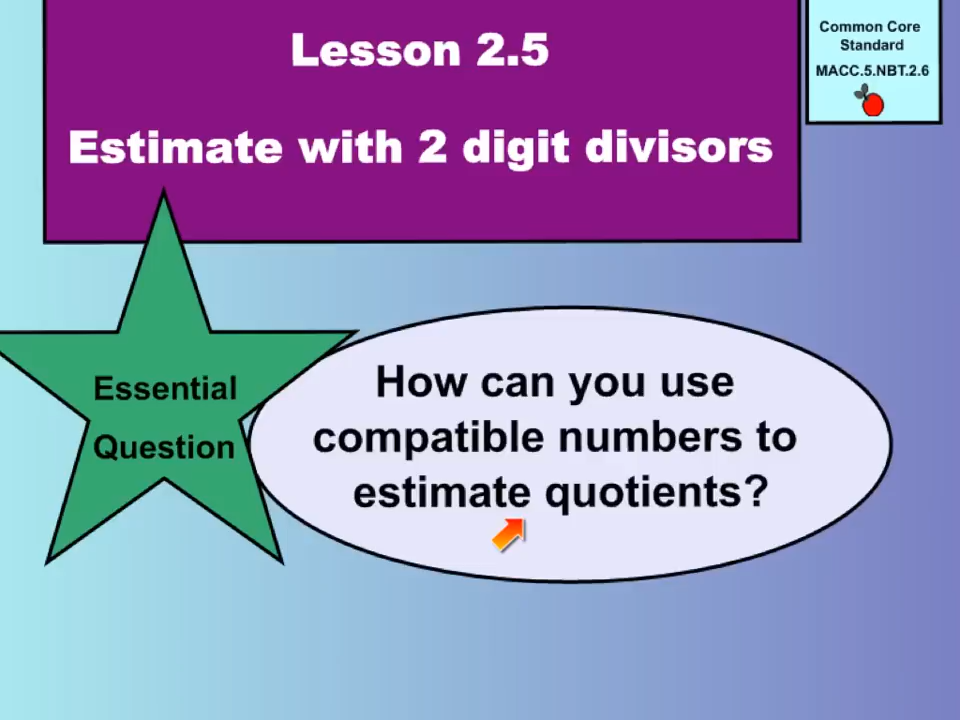 Lesson 2.5
Estimate with 2 digit divisors
Common Core
Standard
MACC.5.NBT.2.6
Essential
Question
How can you use
compatible numbers to
estimate quotients?